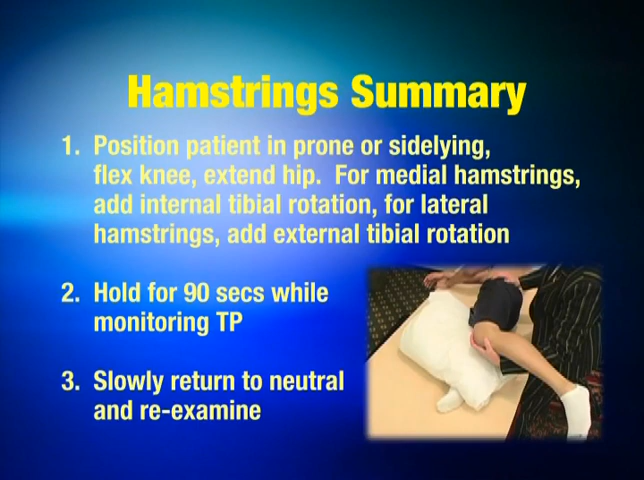 Hamstrings Summary
1. Position patient in prone or sidelying,
flex knee, extend hip. For medial hamstrings,
add internal tibial rotation, for lateral
hamstrings, add external tibial rotation
2. Hold for 90 secs while
monitoring TP
3. Slowly return to neutral
and re-examine